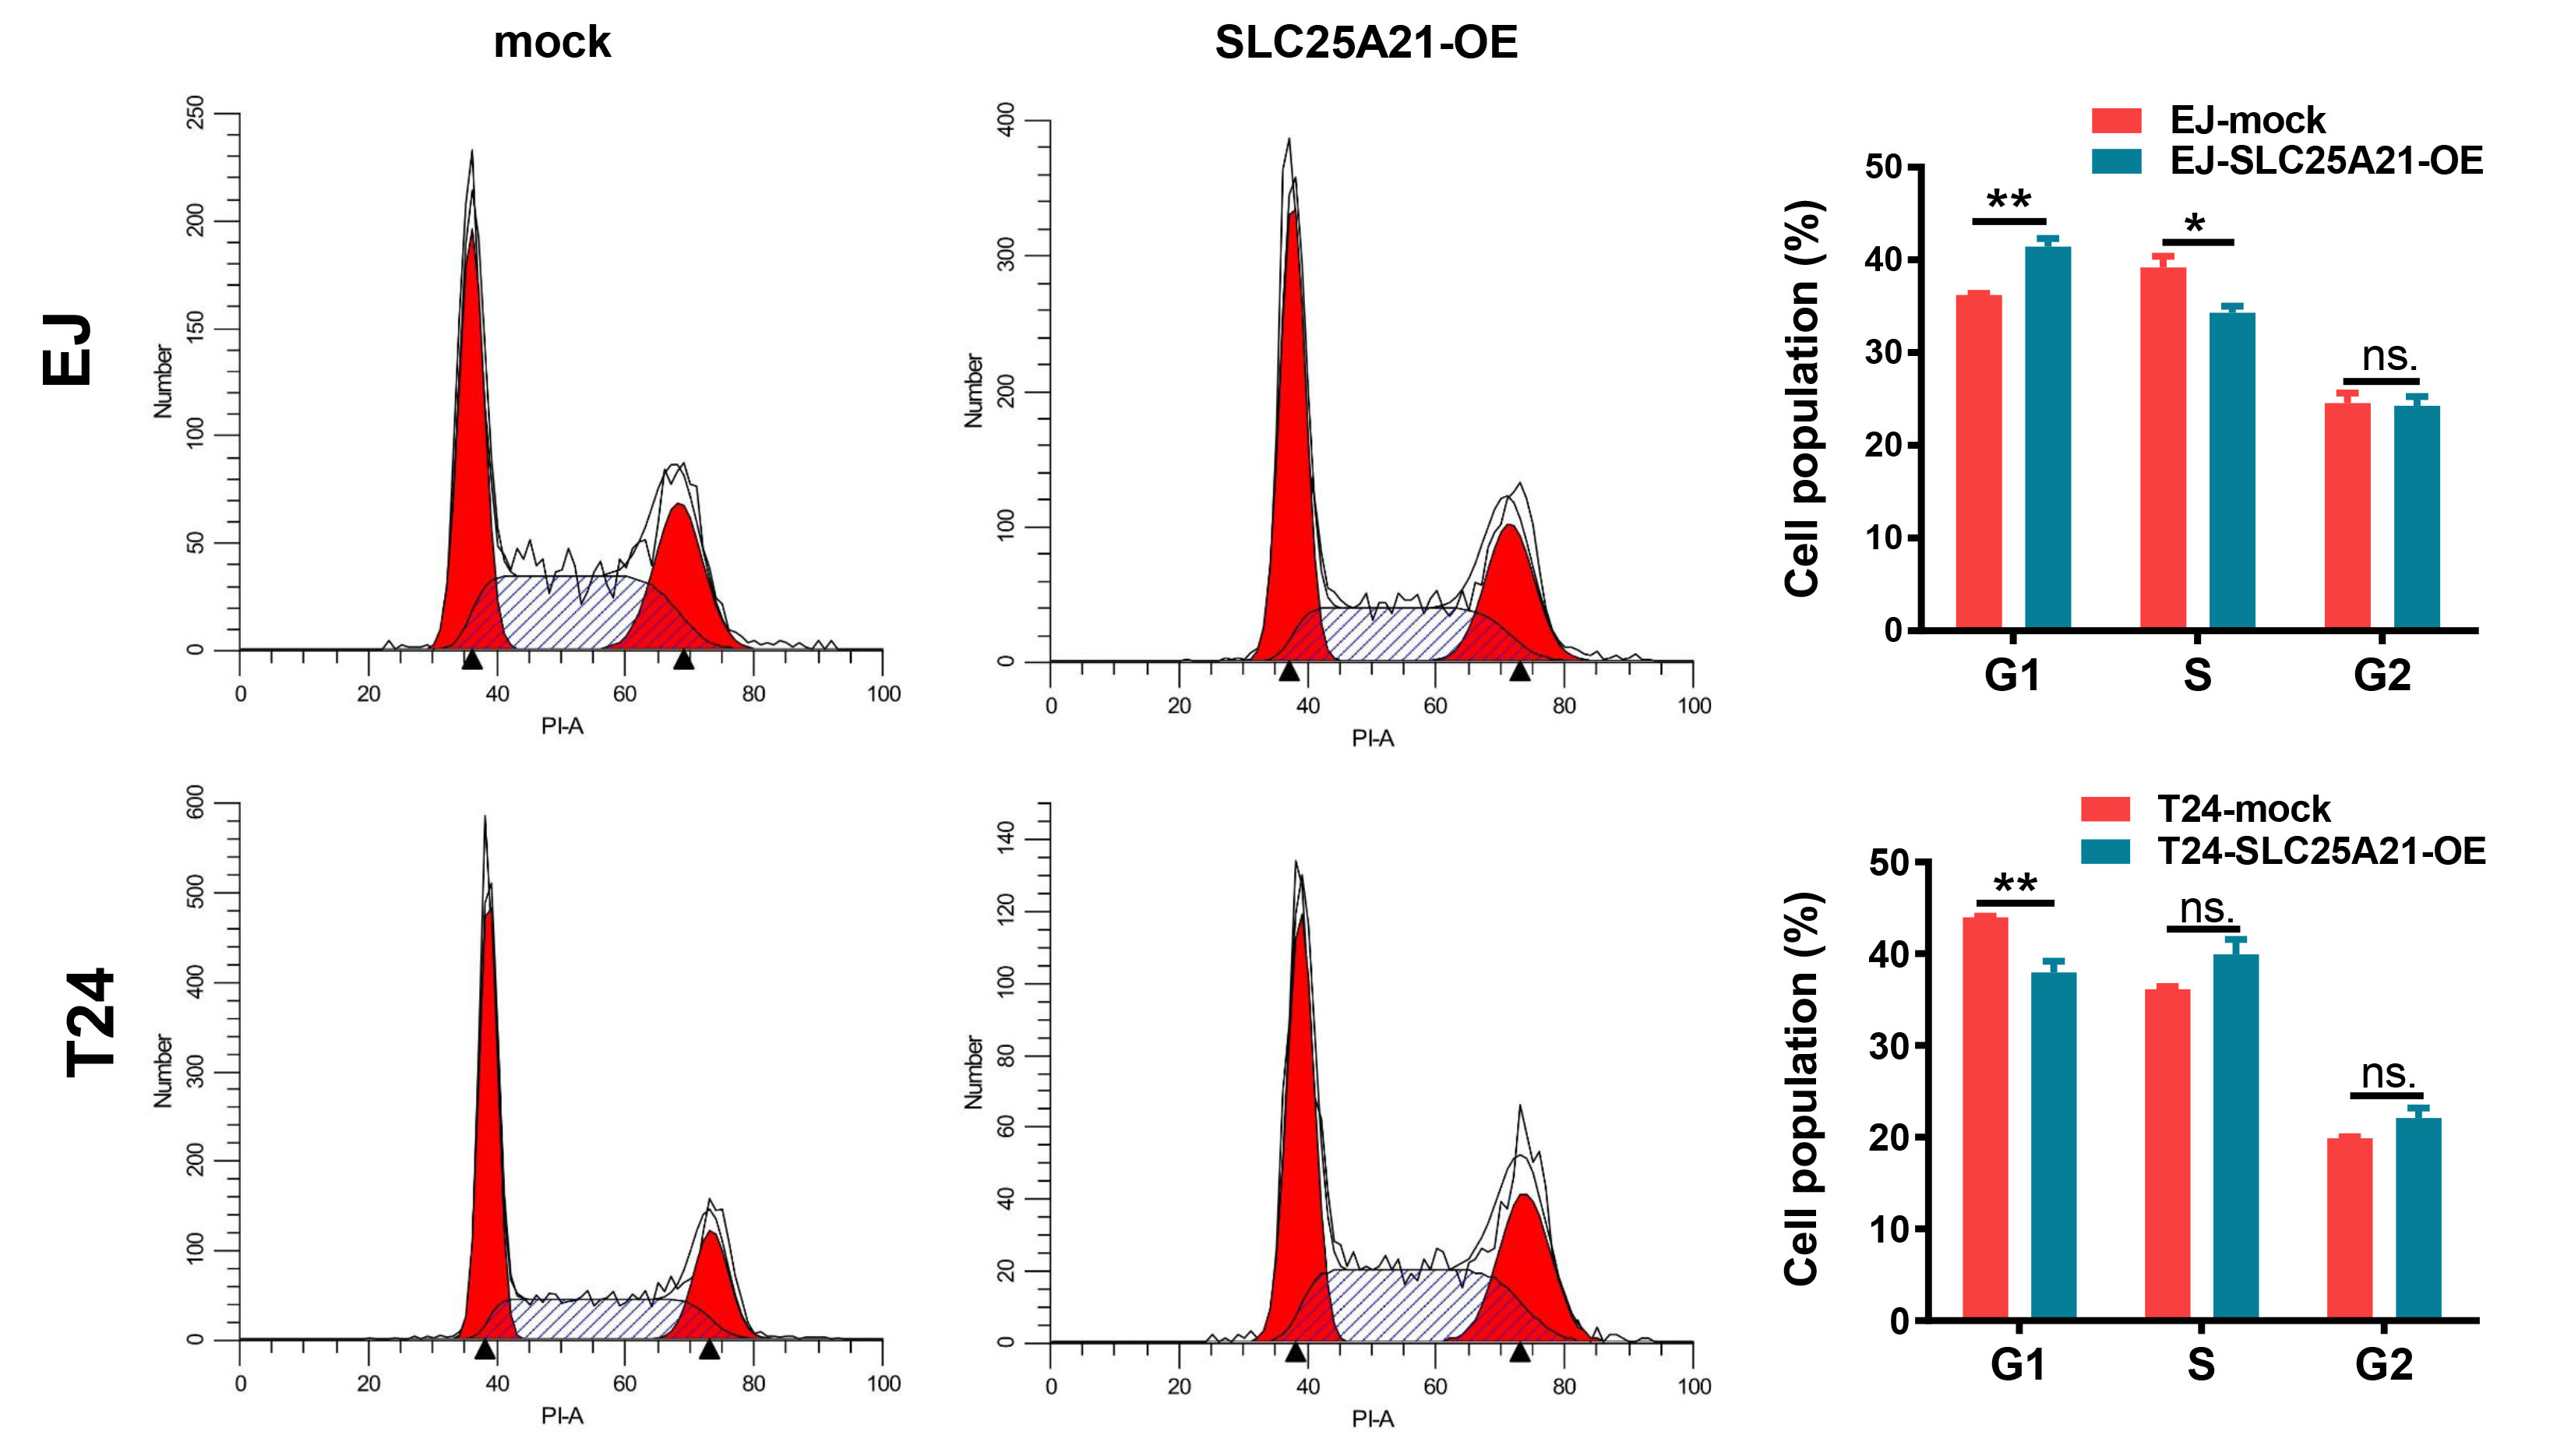 mock
SLC25A21-OE
EJ
250
200
150
100
50
0
Number
0 20 40 60 80 100
PI-A
400
300
200
100
0
Number
0 20 40 60 80 100
PI-A
EJ-mock
EJ-SLC25A21-OE
50
40
30
20
10
0
Cell population (%)
**
*
ns.
G1 S G2
T24
600
500
400
300
200
100
0
Number
0 20 40 60 80 100
PI-A
140
120
100
80
60
40
20
0
Number
0 20 40 60 80 100
PI-A
T24-mock
T24-SLC25A21-OE
50
40
30
20
10
0
Cell population (%)
**
ns.
ns.
G1 S G2